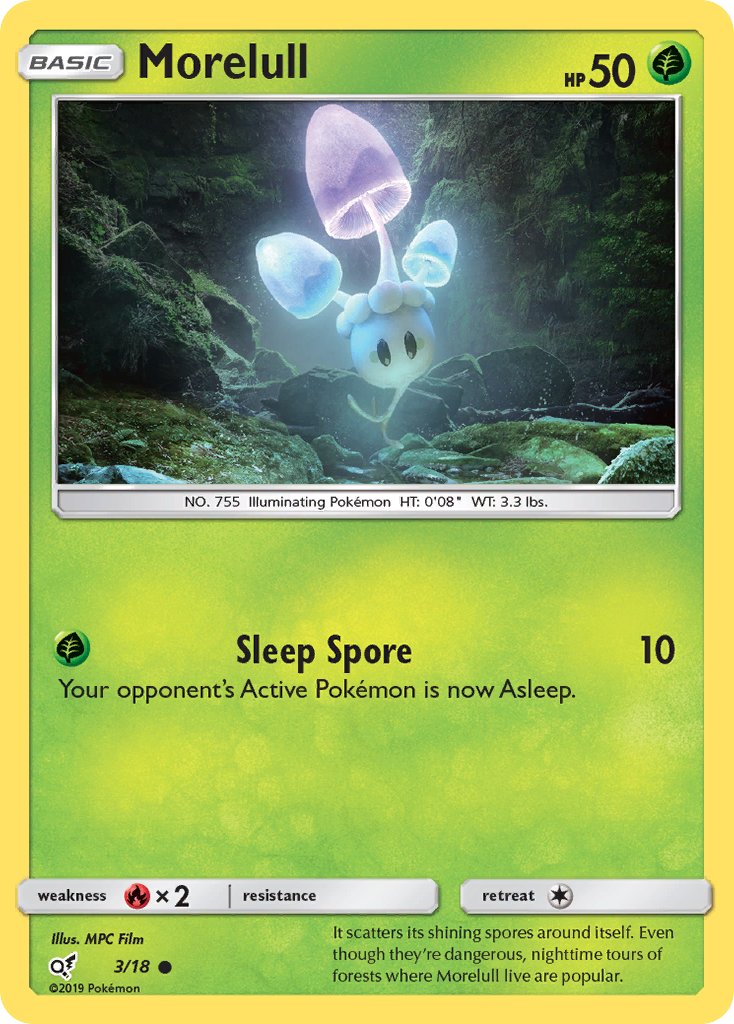 BASIC Morelull HP 50
NO. 755 Illuminating Pokémon HT: 0'08" WT: 3.3 lbs.
Sleep Spore 10
Your opponent's Active Pokémon is now Asleep.
weakness ×2 resistance retreat
Illus. MPC Film
3/18
©2019 Pokémon
It scatters its shining spores around itself. Even
though they're dangerous, nighttime tours of
forests where Morelull live are popular.